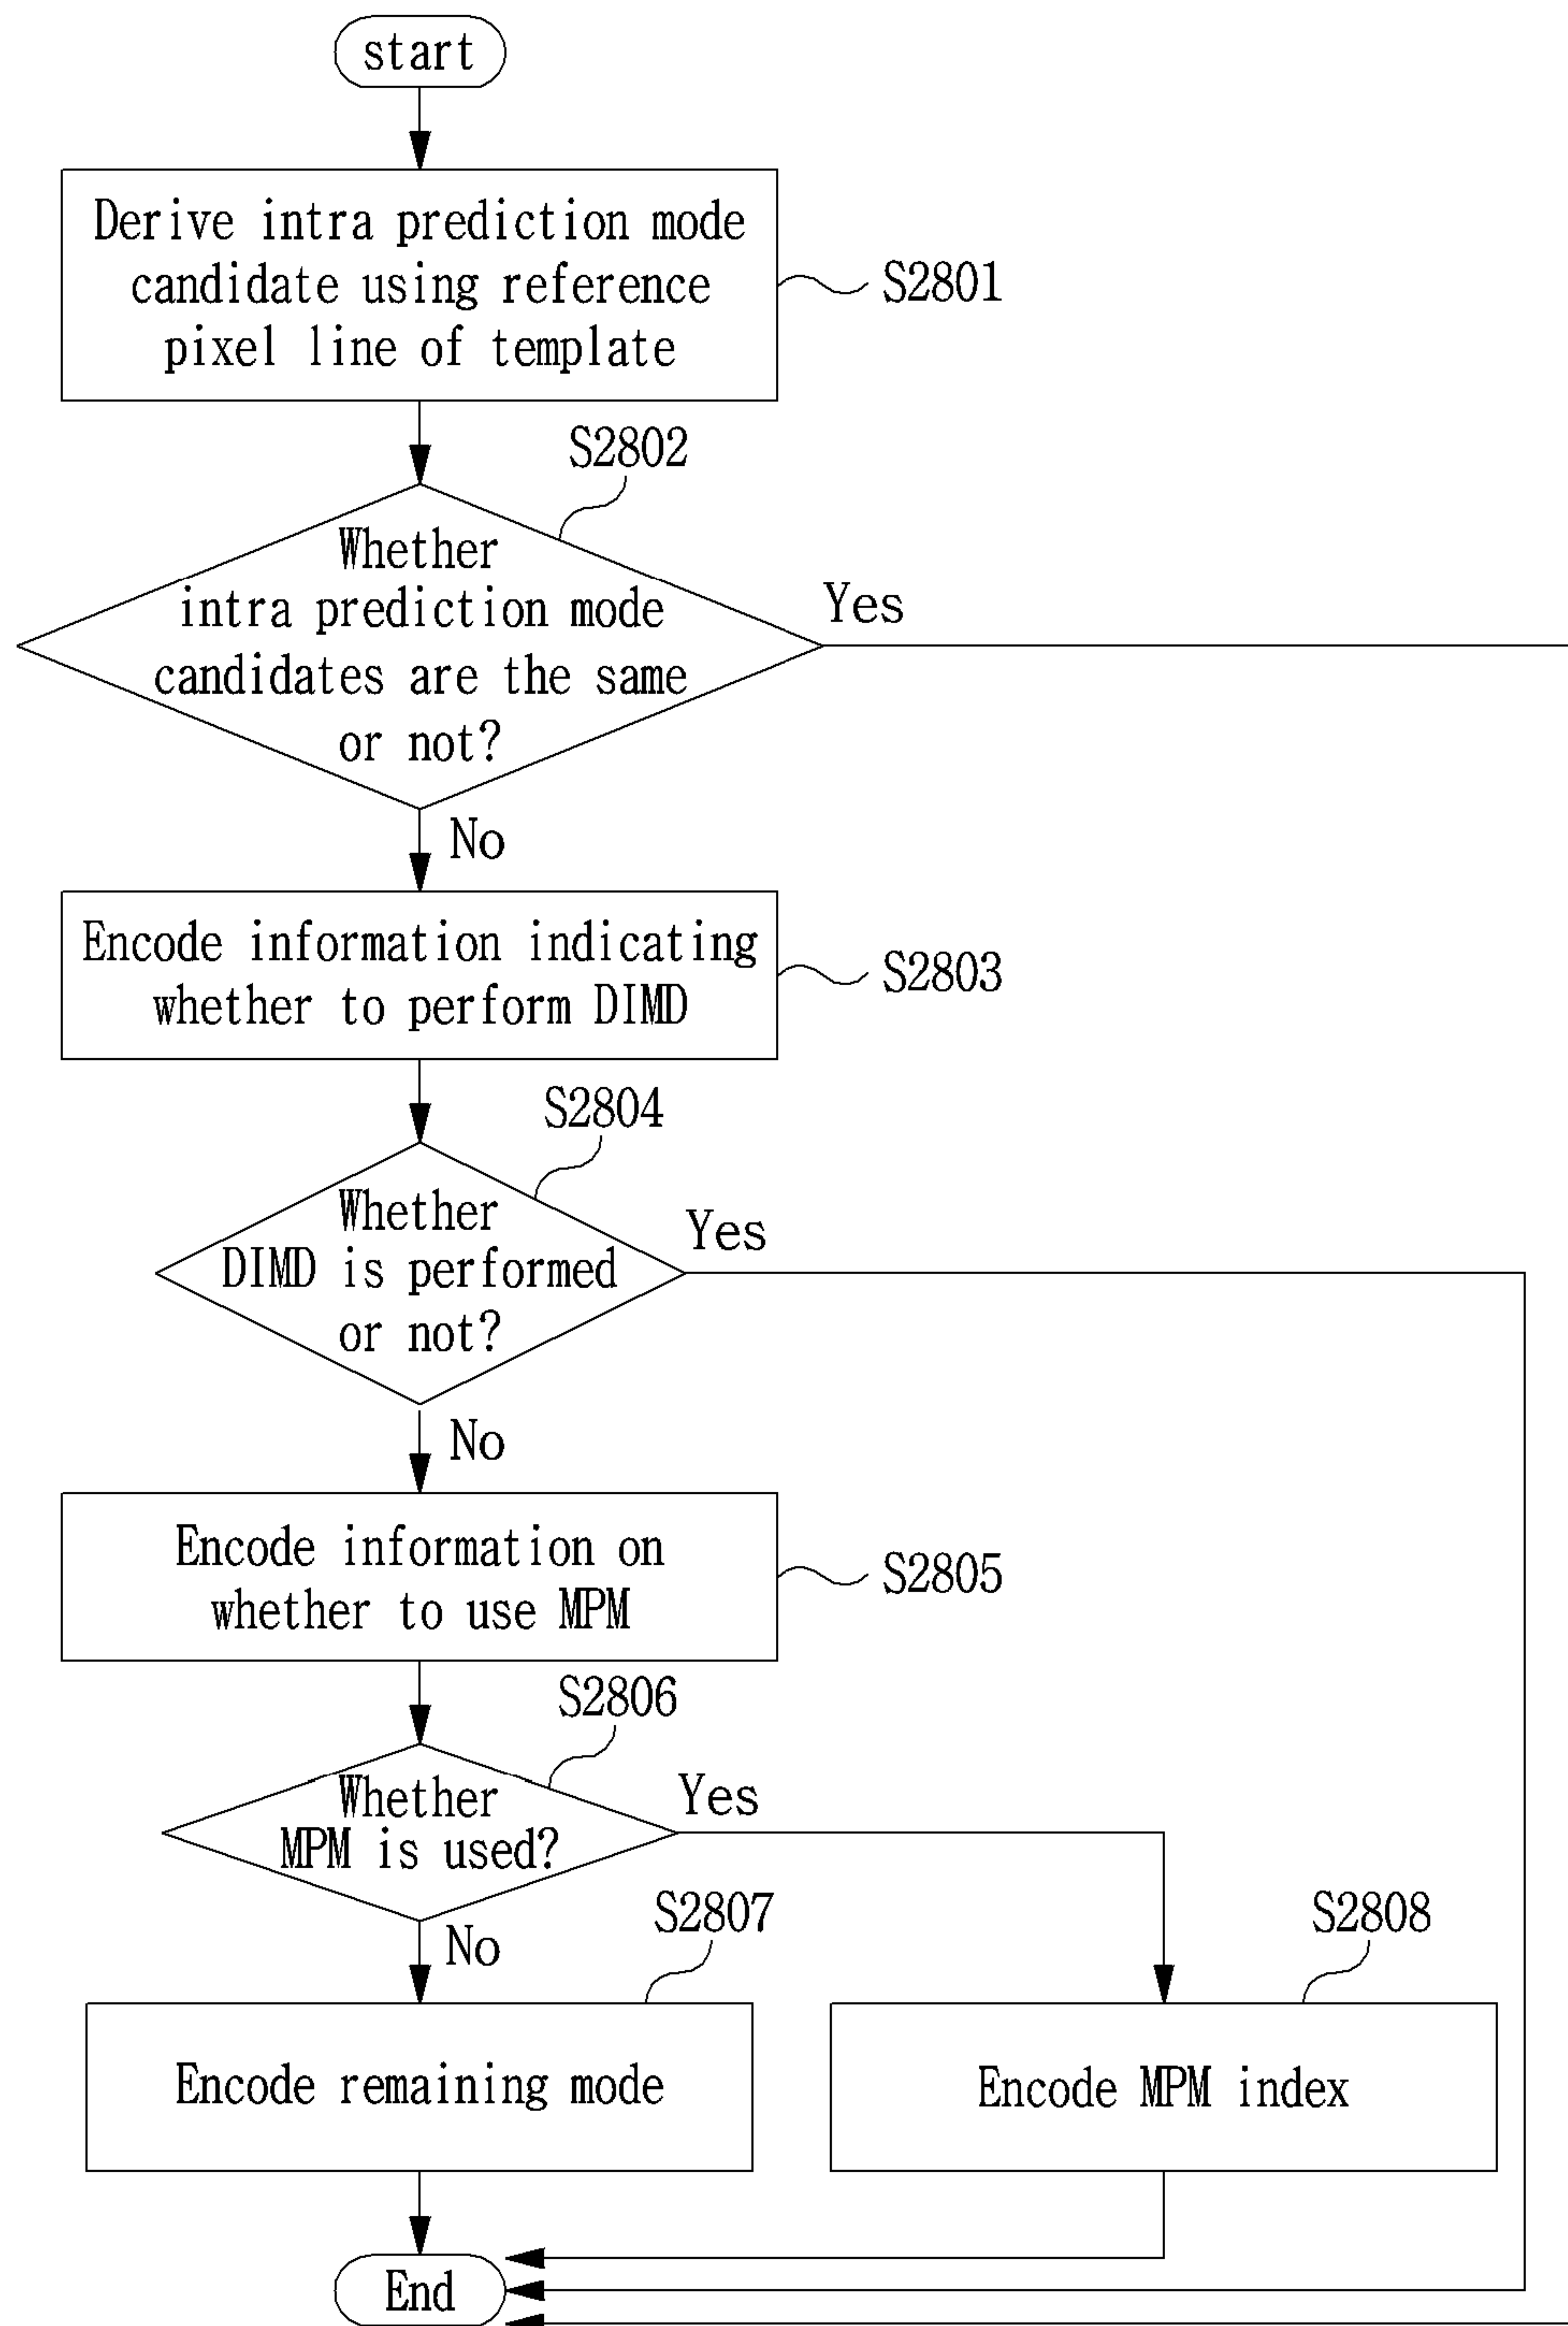 start
Derive intra prediction mode
candidate using reference
pixel line of template
S2801
S2802
Whether
intra prediction mode
candidates are the same
or not?
Yes
No
Encode information indicating
whether to perform DIMD
S2803
S2804
Whether
DIMD is performed
or not?
Yes
No
Encode information on
whether to use MPM
S2805
S2806
Whether
MPM is used?
Yes
No
S2807
S2808
Encode remaining mode
Encode MPM index
End